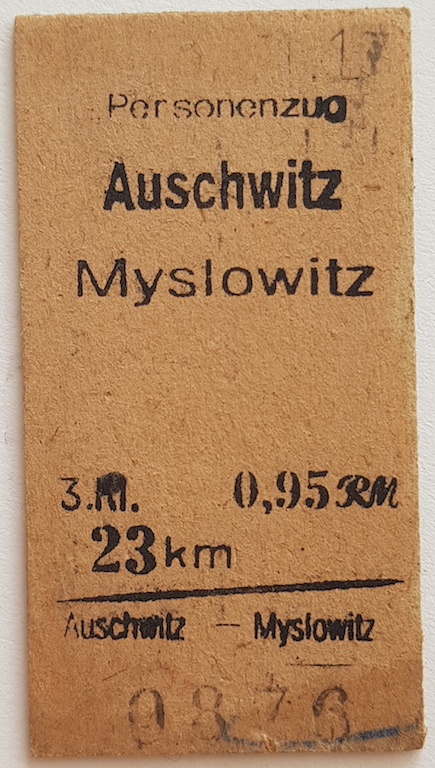 Personenzug
Auschwitz
Myslowitz
3.Kl. 0,95 RM
23 km
Auschwitz — Myslowitz
9876